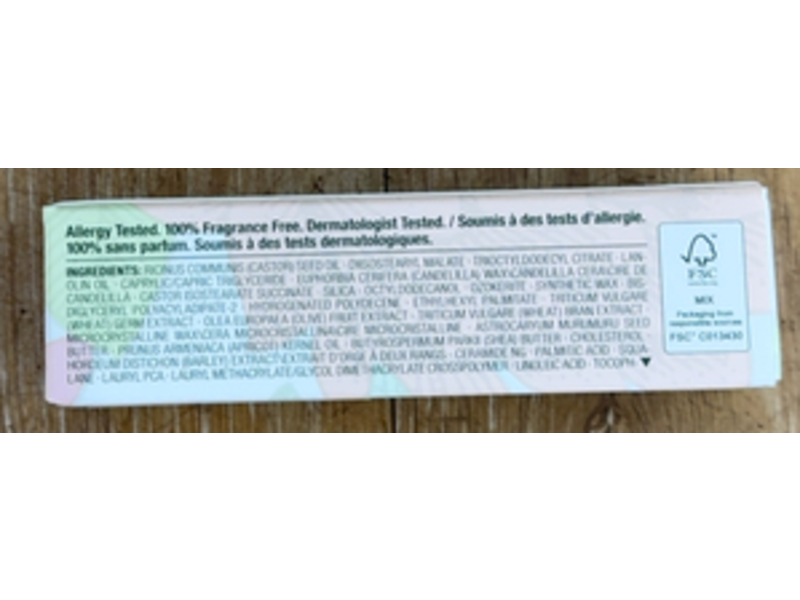 Allergy Tested. 100% Fragrance Free. Dermatologist Tested. / Soumis à des tests d'allergie.
100% sans parfum. Soumis à des tests dermatologiques.
INGREDIENTS: RICINUS COMMUNIS (CASTOR) SEED OIL · DIISOSTEARYL MALATE · TRIOCTYLDODECYL CITRATE · LAN-
OLIN OIL · CAPRYLIC/CAPRIC TRIGLYCERIDE · EUPHORBIA CERIFERA (CANDELILLA) WAX\CANDELILLA CERA\CIRE DE
CANDELILLA · CASTOR ISOSTEARATE SUCCINATE · SILICA · OCTYLDODECANOL · OZOKERITE · SYNTHETIC WAX · BIS-
DIGLYCERYL POLYACYLADIPATE-2 · HYDROGENATED POLYDECENE · ETHYLHEXYL PALMITATE · TRITICUM VULGARE
(WHEAT) GERM EXTRACT · OLEA EUROPAEA (OLIVE) FRUIT EXTRACT · TRITICUM VULGARE (WHEAT) BRAN EXTRACT ·
MICROCRYSTALLINE WAX\CERA MICROCRISTALLINA\CIRE MICROCRISTALLINE · ASTROCARYUM MURUMURU SEED
BUTTER · PRUNUS ARMENIACA (APRICOT) KERNEL OIL · BUTYROSPERMUM PARKII (SHEA) BUTTER · CHOLESTEROL ·
HORDEUM DISTICHON (BARLEY) EXTRACT\EXTRAIT D'ORGE À DEUX RANGS · CERAMIDE NG · PALMITIC ACID · SQUA-
LANE · LAURYL PCA · LAURYL METHACRYLATE/GLYCOL DIMETHACRYLATE CROSSPOLYMER · LINOLEIC ACID · TOCOPH- ▼
FSC
MIX
Packaging from
responsible sources
FSC® C013430